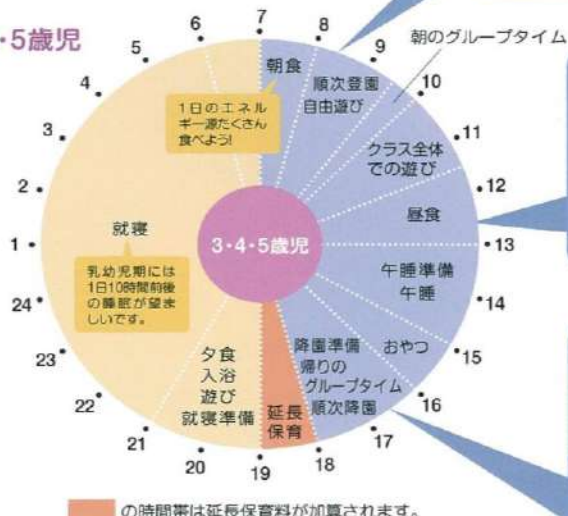 ・5歳児
7
8
9
10
11
12
13
14
15
16
17
18
19
20
21
22
23
24
1
2
3
4
5
6
朝のグループタイム
朝食
順次登園
自由遊び
1日のエネル
ギー源たくさん
食べよう!
クラス全体
での遊び
昼食
3・4・5歳児
就寝
乳幼児期には
1日10時間前後
の睡眠が望ま
しいです。
午睡準備
午睡
おやつ
降園準備
帰りの
グループタイム
順次降園
延長
保育
夕食
入浴
遊び
就寝準備
の時間帯は延長保育料が加算されます。